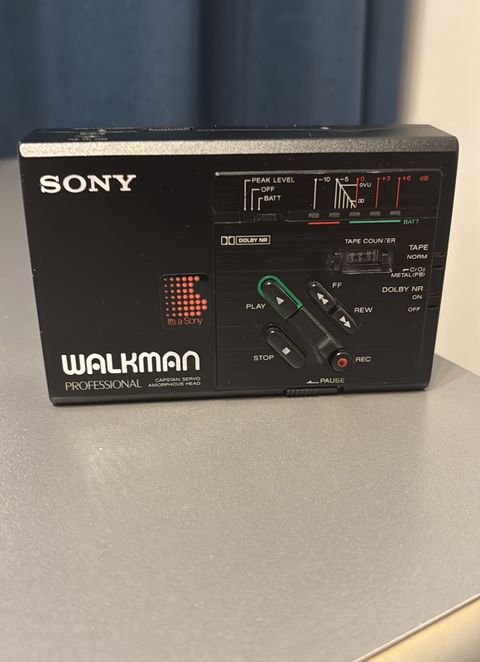 SONY
PEAK LEVEL
OFF
BATT
-10 -5 0 +3 +6 dB
0VU
BATT
DOLBY NR
TAPE COUNTER
TAPE
NORM
CrO2
METAL(PB)
DOLBY NR
ON
OFF
FF
PLAY
REW
STOP
REC
PAUSE
It's a Sony
WALKMAN
PROFESSIONAL
CAPSTAN SERVO
AMORPHOUS HEAD